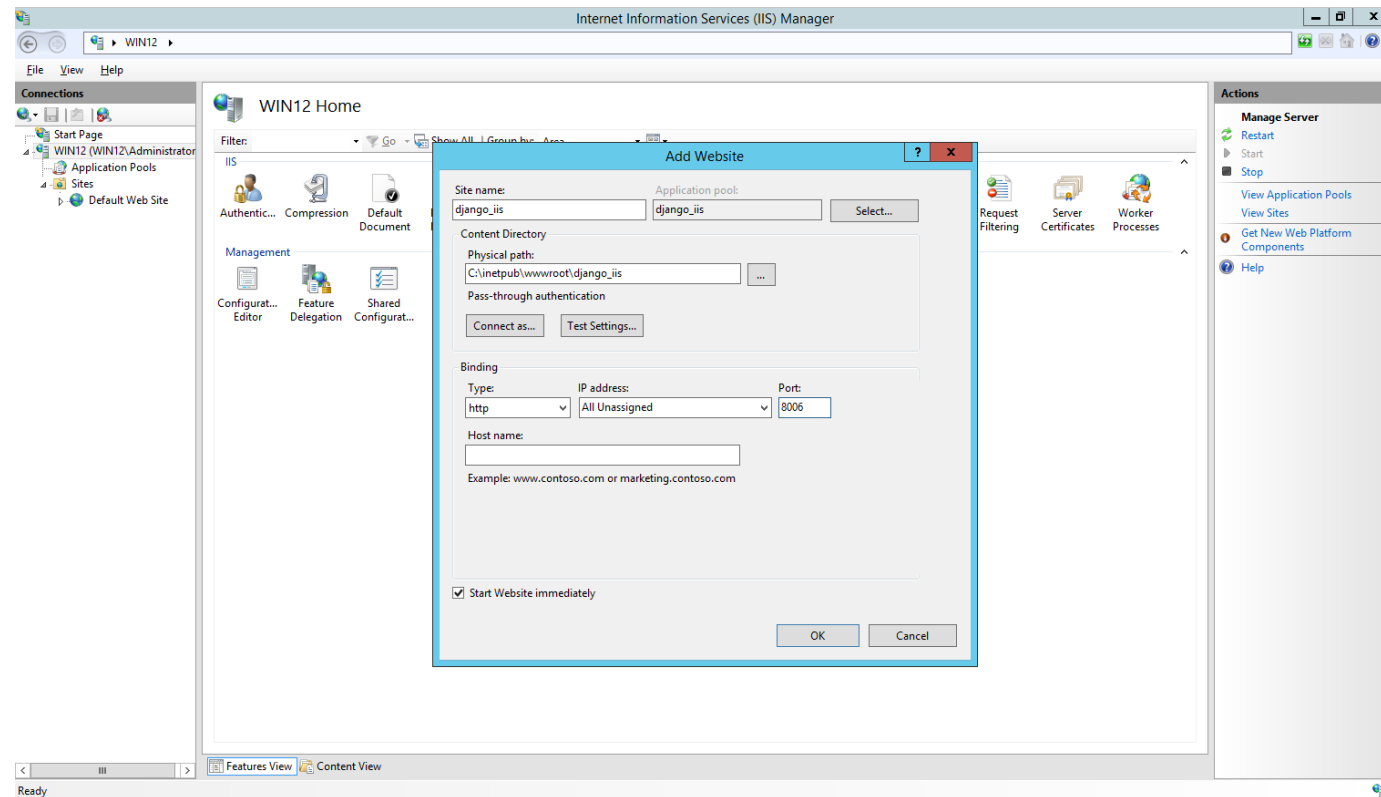 Internet Information Services (IIS) Manager
WIN12
File View Help
Connections
Start Page
WIN12 (WIN12\Administrator
Application Pools
Sites
Default Web Site
WIN12 Home
Filter: Go Show All Group by: Area
IIS
Authentic... Compression Default Document
Request Filtering Server Certificates Worker Processes
Management
Configurat... Editor Feature Delegation Shared Configurat...
Add Website
? X
Site name: Application pool:
django_iis django_iis Select...
Content Directory
Physical path:
C:\inetpub\wwwroot\django_iis ...
Pass-through authentication
Connect as... Test Settings...
Binding
Type: IP address: Port:
http All Unassigned 8006
Host name:
Example: www.contoso.com or marketing.contoso.com
Start Website immediately
OK Cancel
Features View Content View
Actions
Manage Server
Restart
Start
Stop
View Application Pools
View Sites
Get New Web Platform
Components
Help
Ready